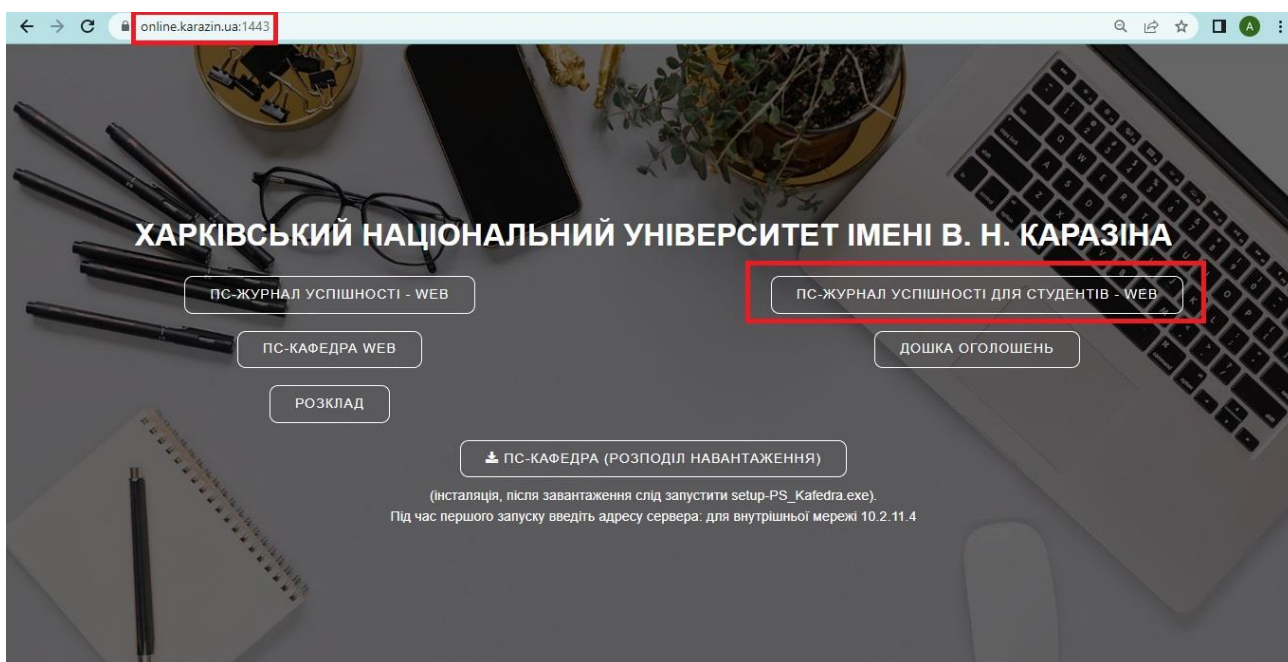 online.karazin.ua:1443
A
ХАРКІВСЬКИЙ НАЦІОНАЛЬНИЙ УНІВЕРСИТЕТ ІМЕНІ В. Н. КАРАЗІНА
ПС-ЖУРНАЛ УСПІШНОСТІ - WEB
ПС-ЖУРНАЛ УСПІШНОСТІ ДЛЯ СТУДЕНТІВ - WEB
ПС-КАФЕДРА WEB
ДОШКА ОГОЛОШЕНЬ
РОЗКЛАД
ПС-КАФЕДРА (РОЗПОДІЛ НАВАНТАЖЕННЯ)
(інсталяція, після завантаження слід запустити setup-PS_Kafedra.exe).
Під час першого запуску введіть адресу сервера: для внутрішньої мережі 10.2.11.4